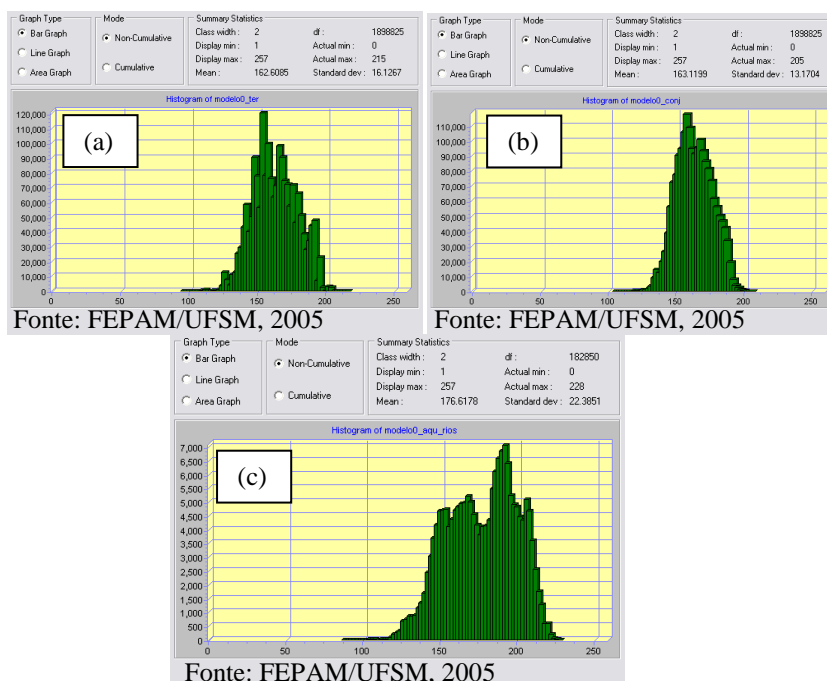 Graph Type
Bar Graph
Line Graph
Area Graph
Mode
Non-Cumulative
Cumulative
Summary Statistics
Class width : 2 df : 1898825
Display min : 1 Actual min : 0
Display max : 257 Actual max : 215
Mean : 162.6085 Standard dev : 16.1267
Histogram of modelo0_ter
(a)
120,000
110,000
100,000
90,000
80,000
70,000
60,000
50,000
40,000
30,000
20,000
10,000
0
0 50 100 150 200 250
Fonte: FEPAM/UFSM, 2005
Graph Type
Bar Graph
Line Graph
Area Graph
Mode
Non-Cumulative
Cumulative
Summary Statistics
Class width : 2 df : 1898825
Display min : 1 Actual min : 0
Display max : 257 Actual max : 205
Mean : 163.1199 Standard dev : 13.1704
Histogram of modelo0_conj
(b)
110,000
100,000
90,000
80,000
70,000
60,000
50,000
40,000
30,000
20,000
10,000
0
0 50 100 150 200 250
Graph Type
Bar Graph
Line Graph
Area Graph
Mode
Non-Cumulative
Cumulative
Summary Statistics
Class width : 2 df : 182850
Display min : 1 Actual min : 0
Display max : 257 Actual max : 228
Mean : 176.6178 Standard dev : 22.3851
Histogram of modelo0_aqu_rios
(c)
7,000
6,500
6,000
5,500
5,000
4,500
4,000
3,500
3,000
2,500
2,000
1,500
1,000
500
0
0 50 100 150 200 250
Fonte: FEPAM/UFSM, 2005